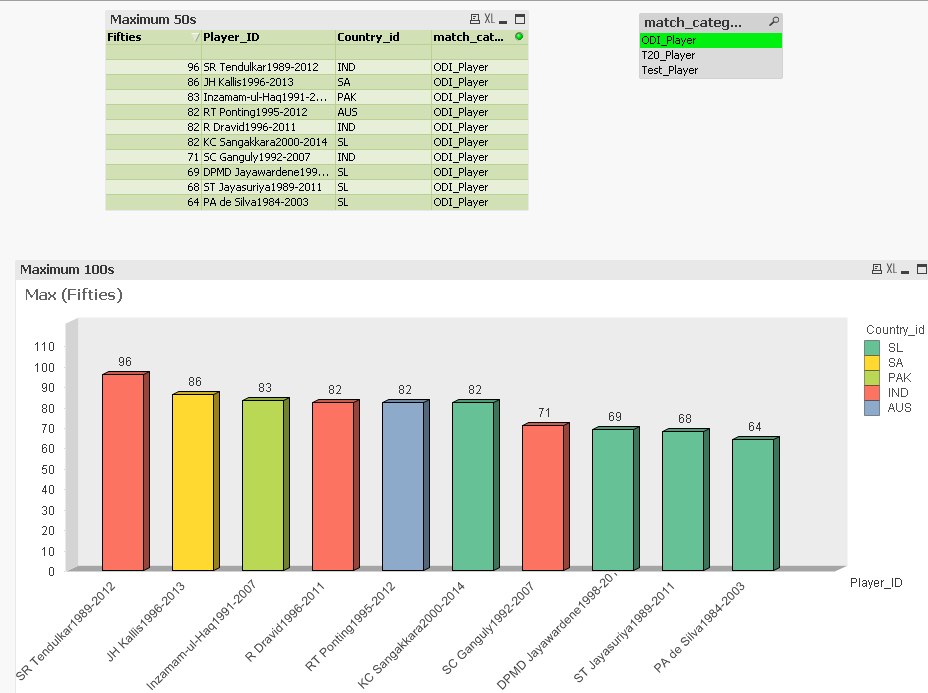 Maximum 50s XL
match_categ...
Fifties Player_ID Country_id match_cat...
ODI_Player
T20_Player
Test_Player
96 SR Tendulkar1989-2012 IND ODI_Player
86 JH Kallis1996-2013 SA ODI_Player
83 Inzamam-ul-Haq1991-2... PAK ODI_Player
82 RT Ponting1995-2012 AUS ODI_Player
82 R Dravid1996-2011 IND ODI_Player
82 KC Sangakkara2000-2014 SL ODI_Player
71 SC Ganguly1992-2007 IND ODI_Player
69 DPMD Jayawardene199... SL ODI_Player
68 ST Jayasuriya1989-2011 SL ODI_Player
64 PA de Silva1984-2003 SL ODI_Player
Maximum 100s XL
Max (Fifties)
Country_id
SL
SA
PAK
IND
AUS
110
100
90
80
70
60
50
40
30
20
10
0
96
86
83
82
82
82
71
69
68
64
Player_ID
SR Tendulkar1989-2012
JH Kallis1996-2013
Inzamam-ul-Haq1991-2007
R Dravid1996-2011
RT Ponting1995-2012
KC Sangakkara2000-2014
SC Ganguly1992-2007
DPMD Jayawardene1998-201
ST Jayasuriya1989-2011
PA de Silva1984-2003